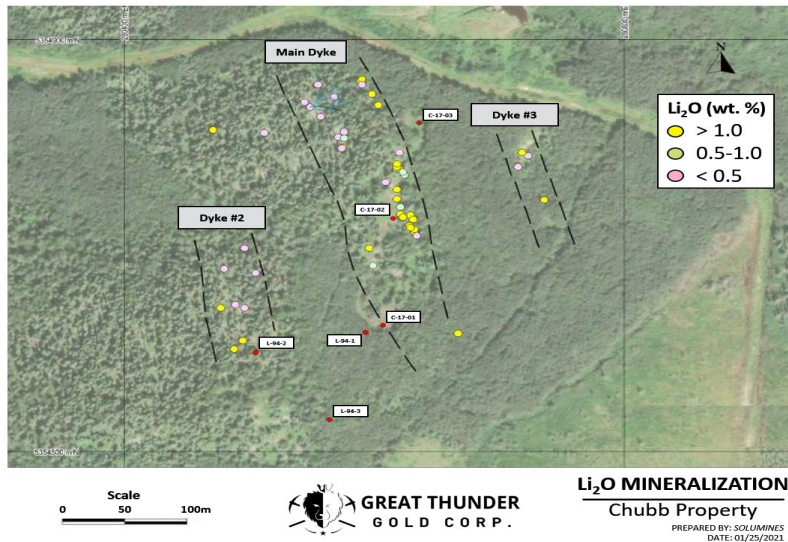 Main Dyke
N
C-17-03
Dyke #3
Li₂O (wt. %)
> 1.0
0.5-1.0
< 0.5
Dyke #2
C-17-02
C-17-01
L-94-1
L-94-2
L-94-3
Scale
0 50 100m
GREAT THUNDER
GOLD CORP.
Li₂O MINERALIZATION
Chubb Property
PREPARED BY: SOLUMINES
DATE: 01/25/2021